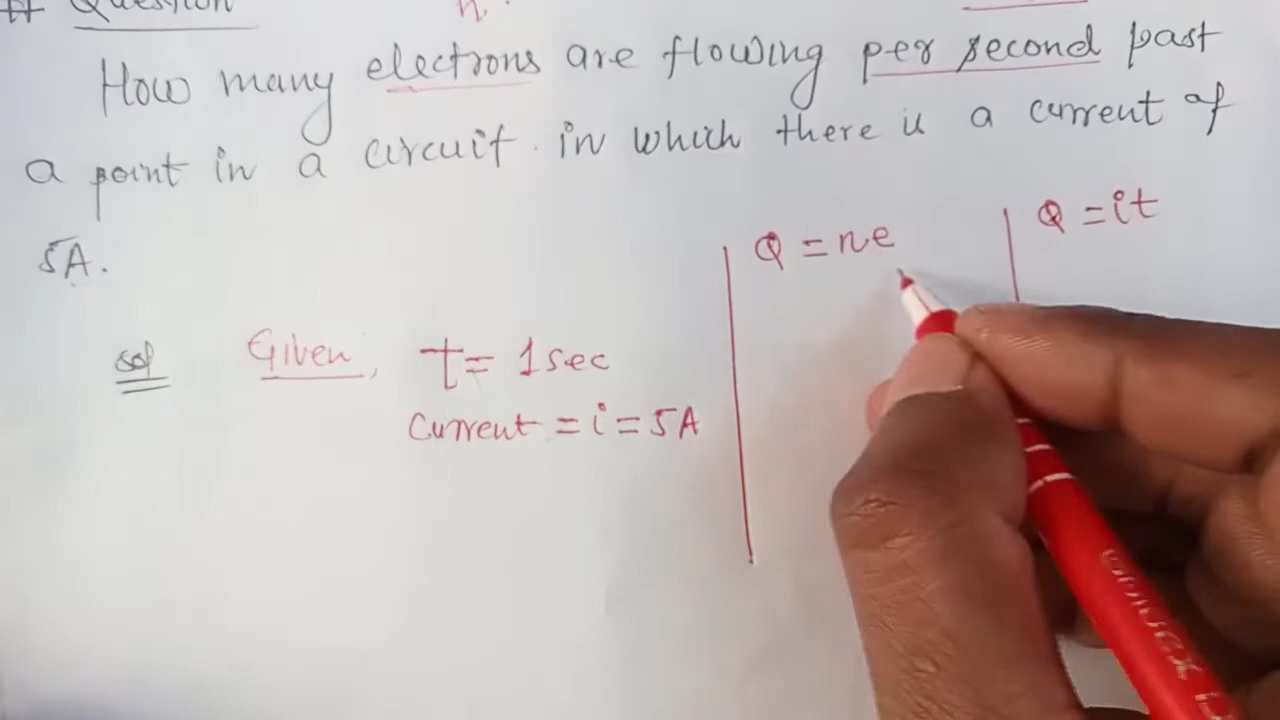 # Question
n.
How many electrons are flowing per second past
a point in a circuit. in which there is a current of
5A.
Sol Given, t = 1sec
Current = i = 5A
Q = ne
Q = it